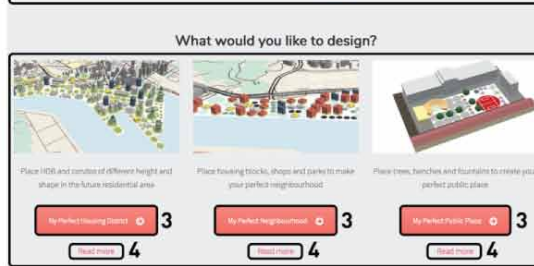 What would you like to design?
Place HDB and condos of different height and
shape in the future residential area
Place housing blocks, shops and parks to make
your perfect neighbourhood
Place trees, benches and fountains to create your
perfect public place
My Perfect Housing District 3
My Perfect Neighbourhood 3
My Perfect Public Place 3
Read more 4
Read more 4
Read more 4